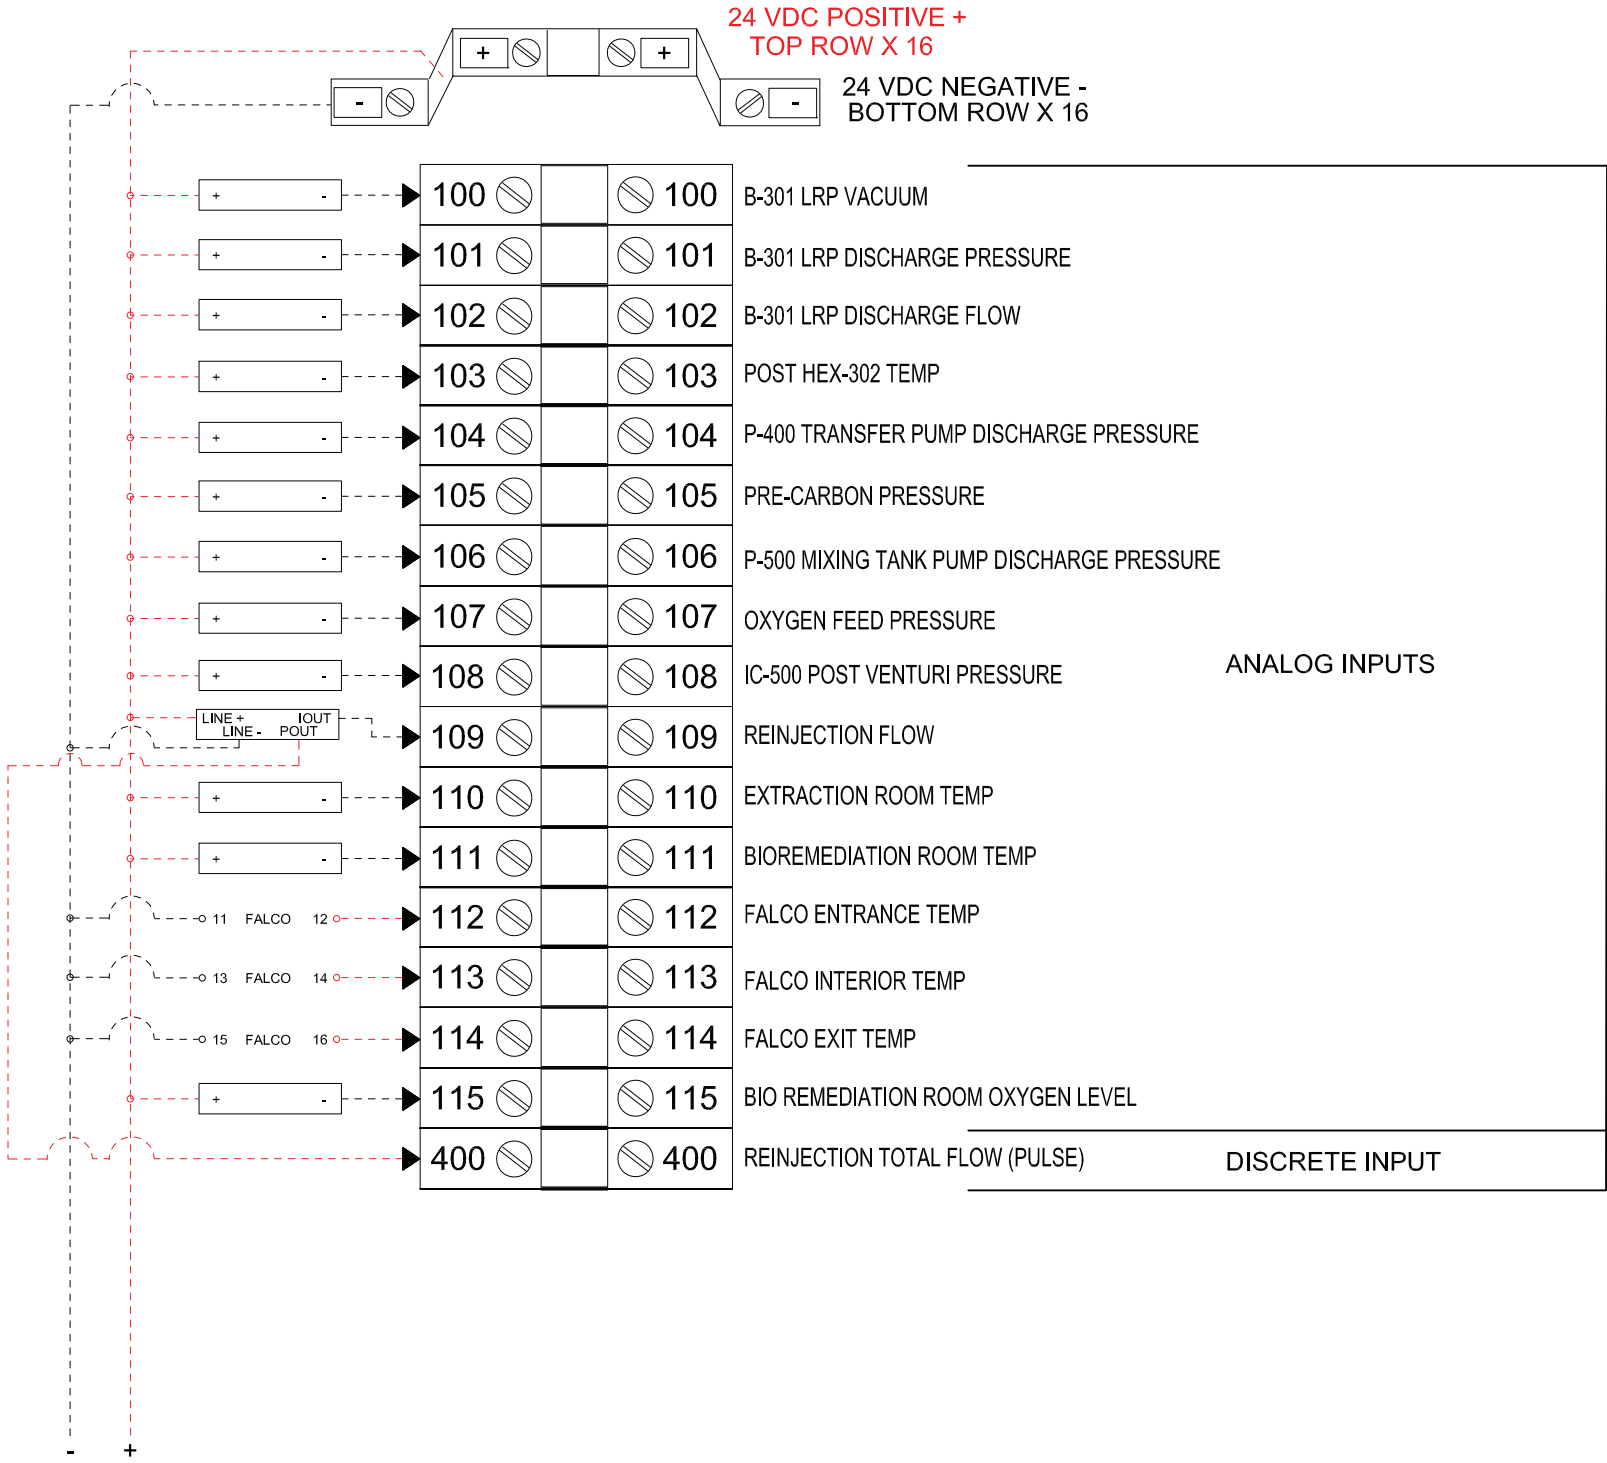 24 VDC POSITIVE +
TOP ROW X 16
+ +
24 VDC NEGATIVE -
BOTTOM ROW X 16
- -
+ - 100 100 B-301 LRP VACUUM
+ - 101 101 B-301 LRP DISCHARGE PRESSURE
+ - 102 102 B-301 LRP DISCHARGE FLOW
+ - 103 103 POST HEX-302 TEMP
+ - 104 104 P-400 TRANSFER PUMP DISCHARGE PRESSURE
+ - 105 105 PRE-CARBON PRESSURE
+ - 106 106 P-500 MIXING TANK PUMP DISCHARGE PRESSURE
+ - 107 107 OXYGEN FEED PRESSURE
ANALOG INPUTS
+ - 108 108 IC-500 POST VENTURI PRESSURE
LINE + IOUT
LINE - POUT
109 109 REINJECTION FLOW
+ - 110 110 EXTRACTION ROOM TEMP
+ - 111 111 BIOREMEDIATION ROOM TEMP
11 FALCO 12 112 112 FALCO ENTRANCE TEMP
13 FALCO 14 113 113 FALCO INTERIOR TEMP
15 FALCO 16 114 114 FALCO EXIT TEMP
+ - 115 115 BIO REMEDIATION ROOM OXYGEN LEVEL
400 400 REINJECTION TOTAL FLOW (PULSE) DISCRETE INPUT
- +